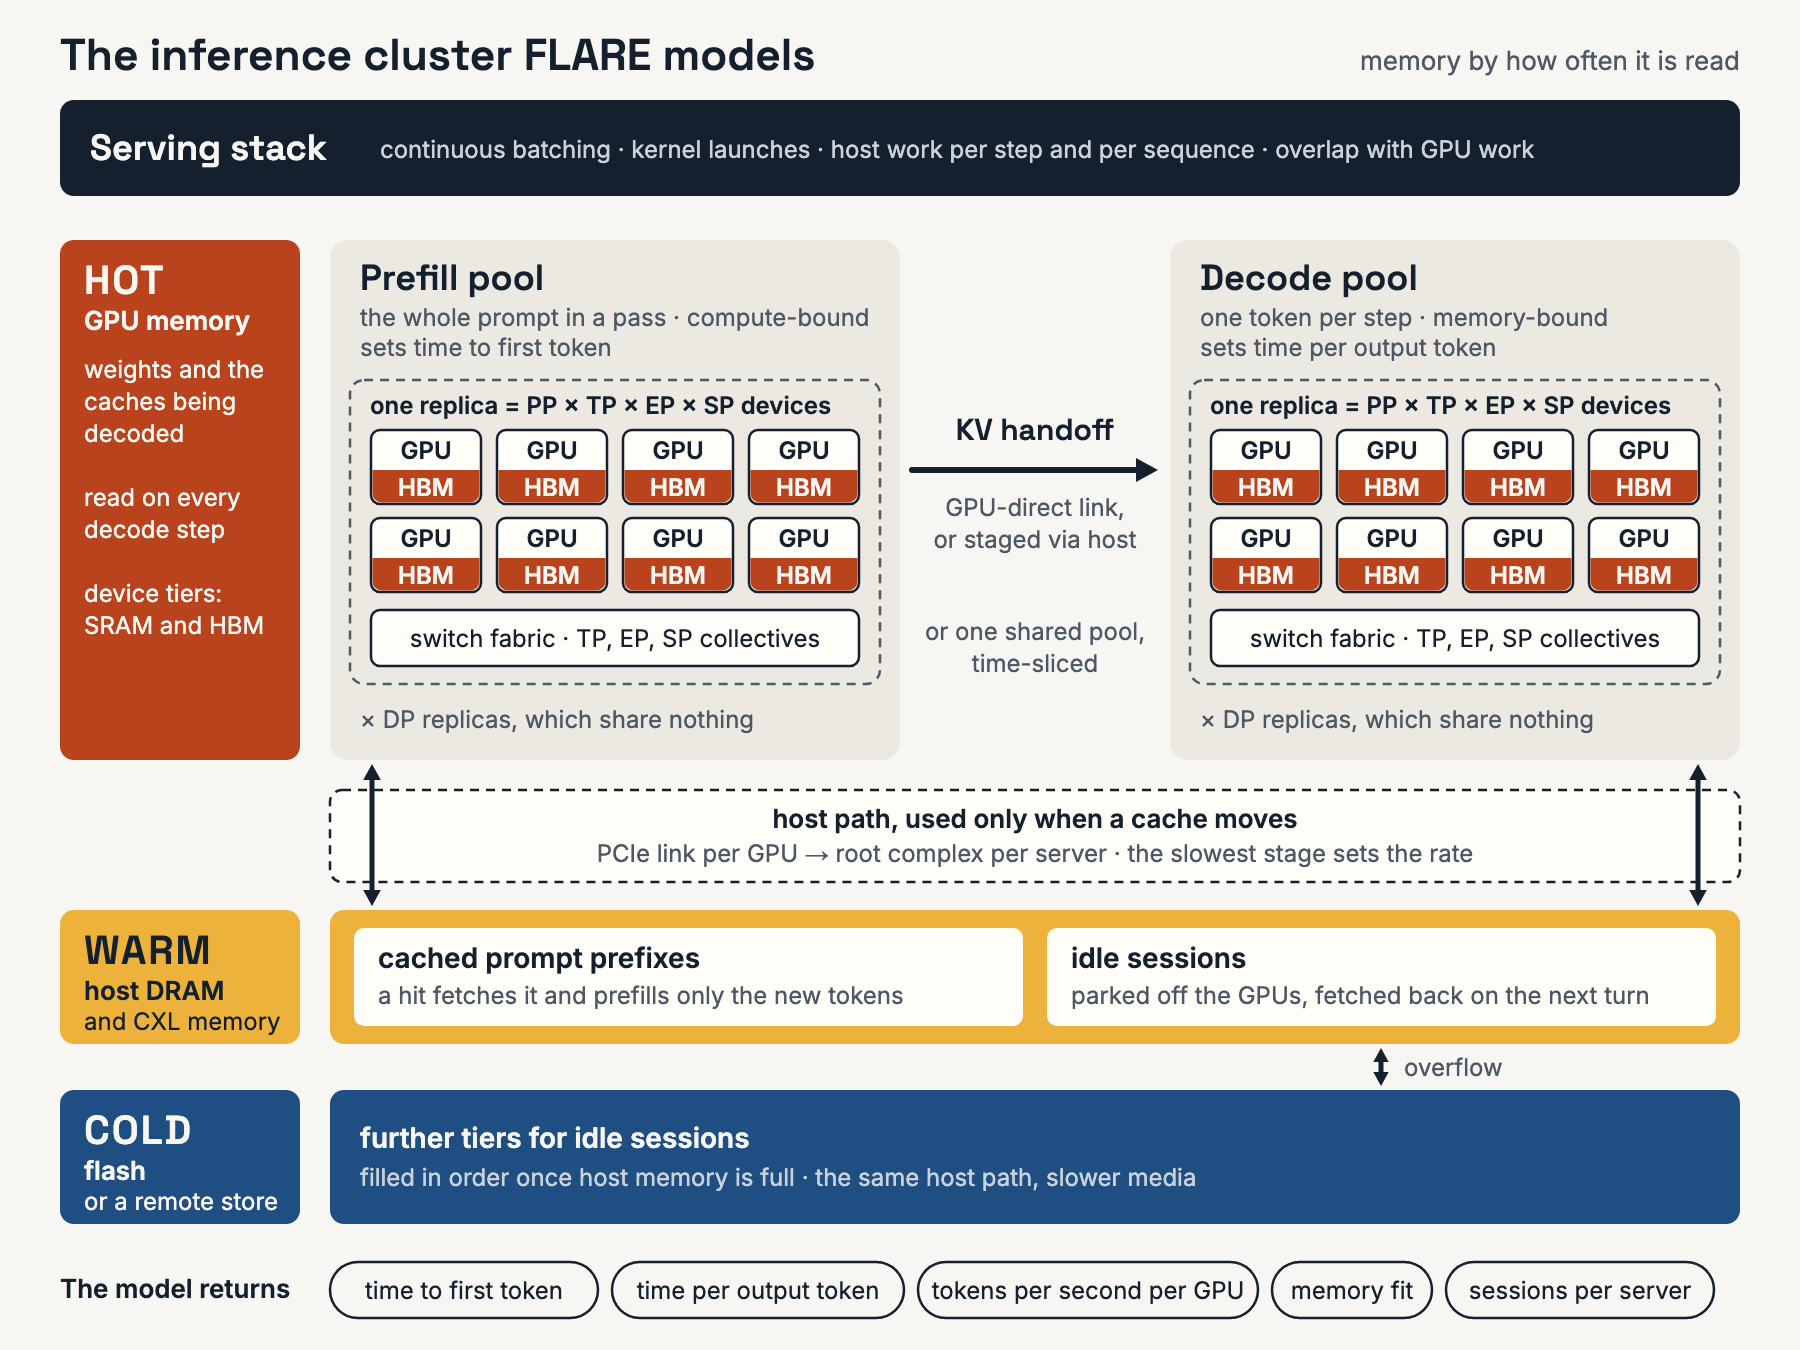 The inference cluster FLARE models
memory by how often it is read
Serving stack
continuous batching · kernel launches · host work per step and per sequence · overlap with GPU work
HOT
GPU memory
weights and the
caches being
decoded
read on every
decode step
device tiers:
SRAM and HBM
Prefill pool
the whole prompt in a pass · compute-bound
sets time to first token
one replica = PP × TP × EP × SP devices
GPU GPU GPU GPU
HBM HBM HBM HBM
GPU GPU GPU GPU
HBM HBM HBM HBM
switch fabric · TP, EP, SP collectives
× DP replicas, which share nothing
KV handoff
GPU-direct link,
or staged via host
or one shared pool,
time-sliced
Decode pool
one token per step · memory-bound
sets time per output token
one replica = PP × TP × EP × SP devices
GPU GPU GPU GPU
HBM HBM HBM HBM
GPU GPU GPU GPU
HBM HBM HBM HBM
switch fabric · TP, EP, SP collectives
× DP replicas, which share nothing
host path, used only when a cache moves
PCIe link per GPU → root complex per server · the slowest stage sets the rate
WARM
host DRAM
and CXL memory
cached prompt prefixes
a hit fetches it and prefills only the new tokens
idle sessions
parked off the GPUs, fetched back on the next turn
overflow
COLD
flash
or a remote store
further tiers for idle sessions
filled in order once host memory is full · the same host path, slower media
The model returns
time to first token
time per output token
tokens per second per GPU
memory fit
sessions per server